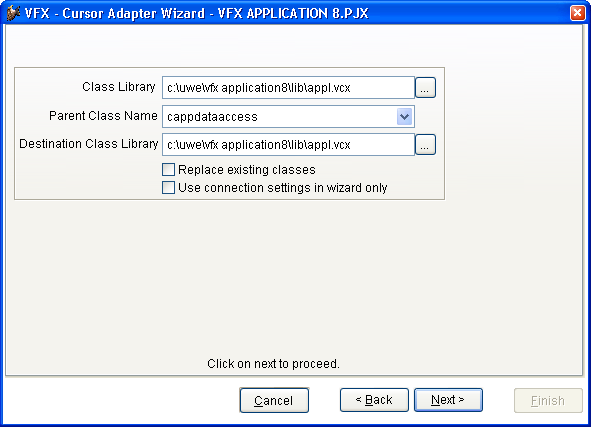 VFX - Cursor Adapter Wizard - VFX APPLICATION 8.PJX
Class Library c:\uwe\vfx application8\lib\appl.vcx ...
Parent Class Name cappdataaccess
Destination Class Library c:\uwe\vfx application8\lib\appl.vcx ...
Replace existing classes
Use connection settings in wizard only
Click on next to proceed.
Cancel < Back Next > Finish